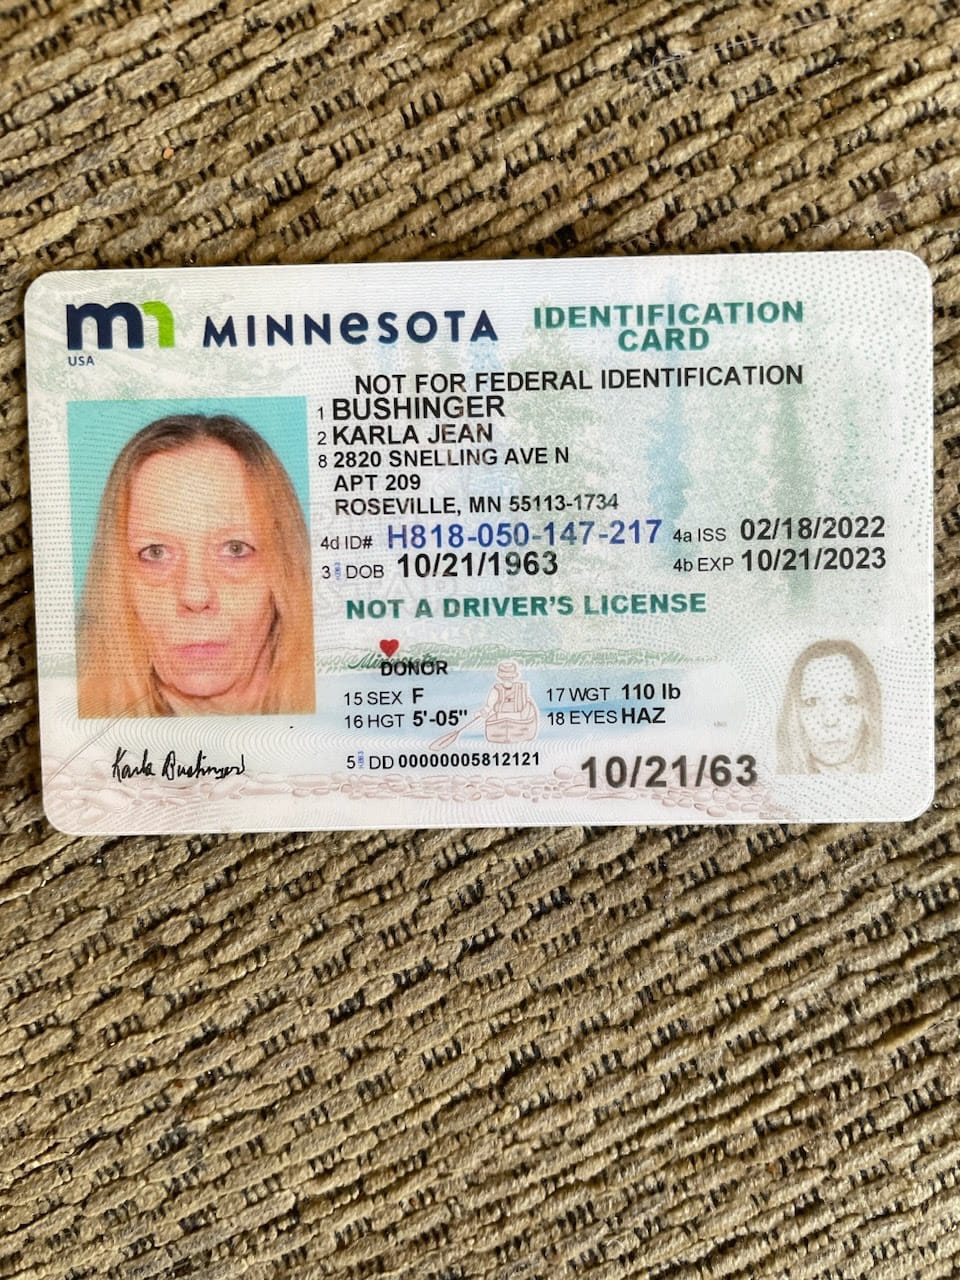 mn MINNESOTA IDENTIFICATION
USA CARD
NOT FOR FEDERAL IDENTIFICATION
1 BUSHINGER
2 KARLA JEAN
8 2820 SNELLING AVE N
APT 209
ROSEVILLE, MN 55113-1734
4d ID# H818-050-147-217 4a ISS 02/18/2022
3 DOB 10/21/1963 4b EXP 10/21/2023
NOT A DRIVER'S LICENSE
Minnesota
DONOR
15 SEX F 17 WGT 110 lb
16 HGT 5'-05" 18 EYES HAZ
5 DD 00000005812121
Karla Bushinger
10/21/63